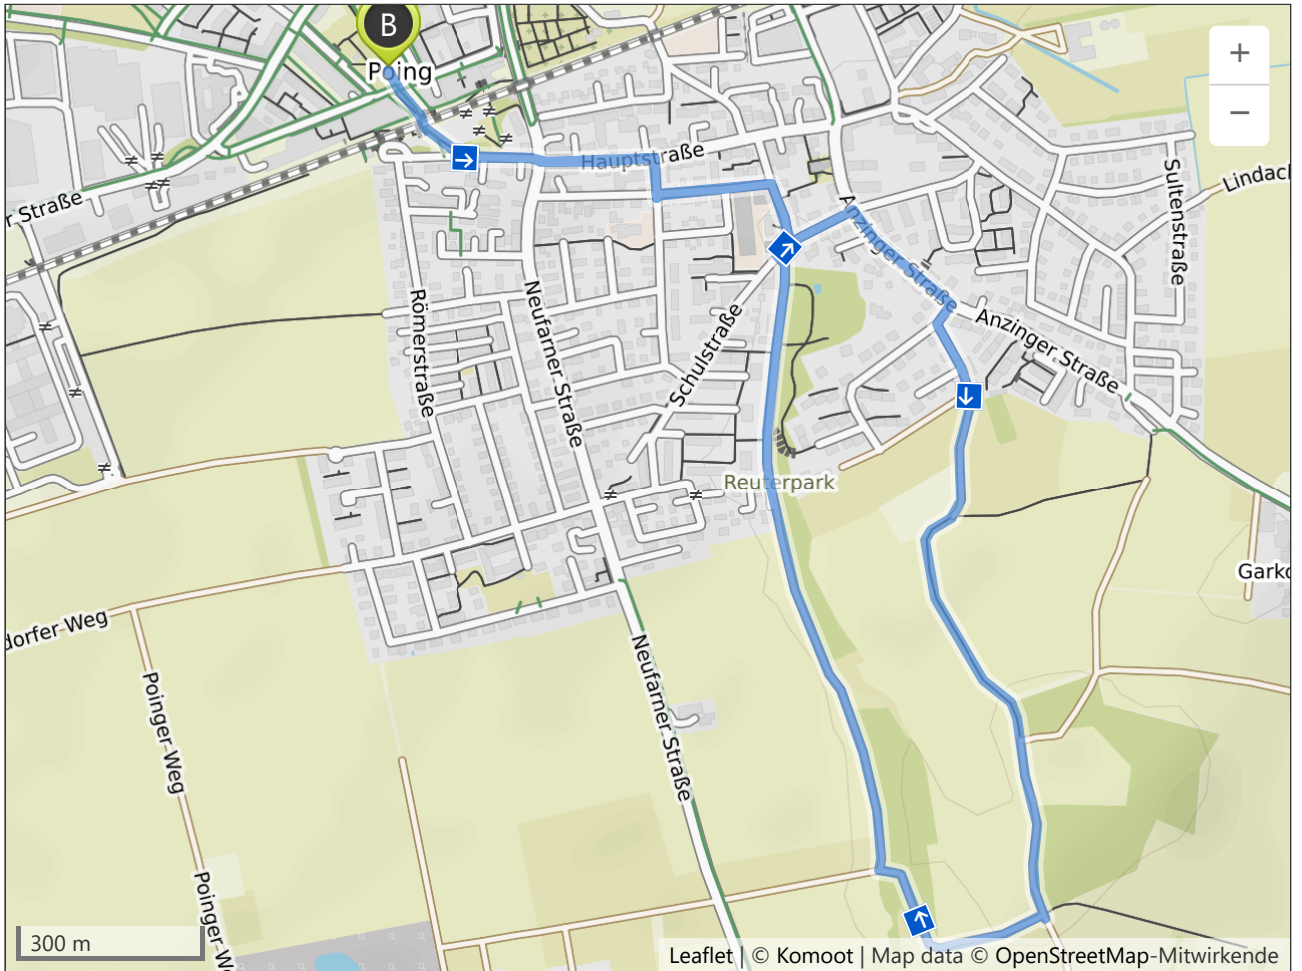 B
Poing
+
−
Hauptstraße
r Straße
Lindach
Sultenstraße
Anzinger Straße
Anzinger Straße
Römerstraße
Neufarner Straße
Schulstraße
Reuterpark
Garko
dorfer Weg
Poinger Weg
Neufarner Straße
Poinger W
300 m
Leaflet | © Komoot | Map data © OpenStreetMap-Mitwirkende